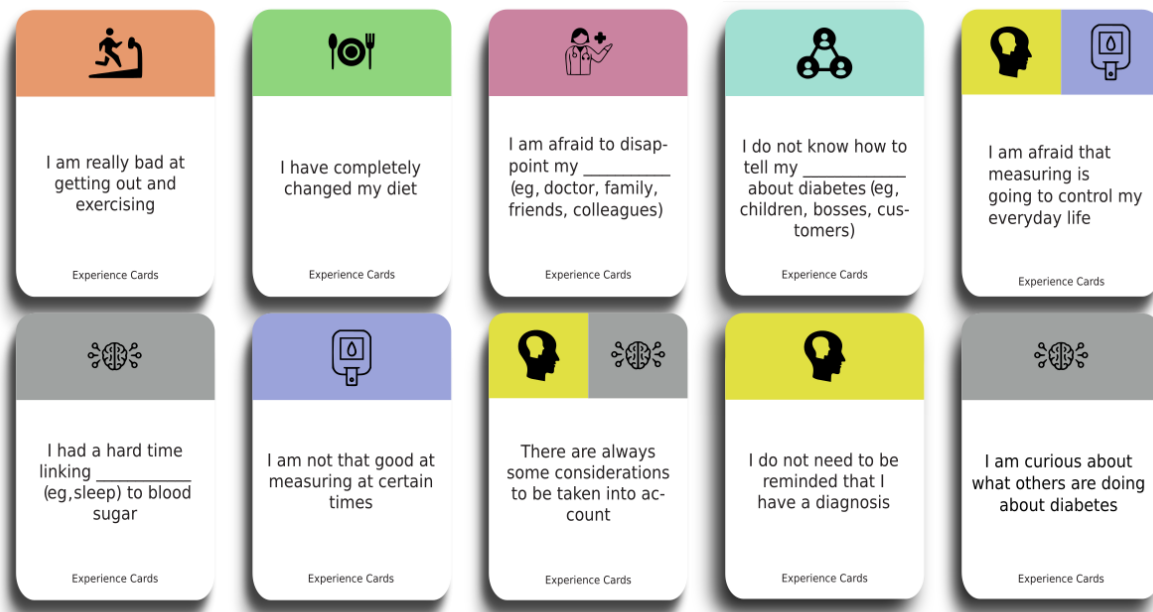 I am really bad at
getting out and
exercising
Experience Cards
I have completely
changed my diet
Experience Cards
I am afraid to disap-
point my ___________
(eg, doctor, family,
friends, colleagues)
Experience Cards
I do not know how to
tell my ____________
about diabetes (eg,
children, bosses, cus-
tomers)
Experience Cards
I am afraid that
measuring is
going to control my
everyday life
Experience Cards
I had a hard time
linking ___________
(eg,sleep) to blood
sugar
Experience Cards
I am not that good at
measuring at certain
times
Experience Cards
There are always
some considerations
to be taken into ac-
count
Experience Cards
I do not need to be
reminded that I
have a diagnosis
Experience Cards
I am curious about
what others are doing
about diabetes
Experience Cards